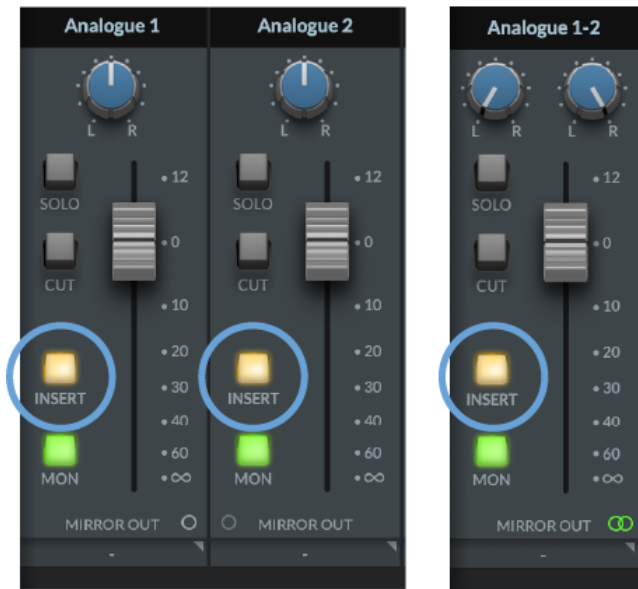 Analogue 1
L R
SOLO
CUT
INSERT
MON
12
0
10
20
30
40
60
∞
MIRROR OUT
-
Analogue 2
L R
SOLO
CUT
INSERT
MON
12
0
10
20
30
40
60
∞
MIRROR OUT
-
Analogue 1-2
L R L R
SOLO
CUT
INSERT
MON
12
0
10
20
30
40
60
∞
MIRROR OUT
-